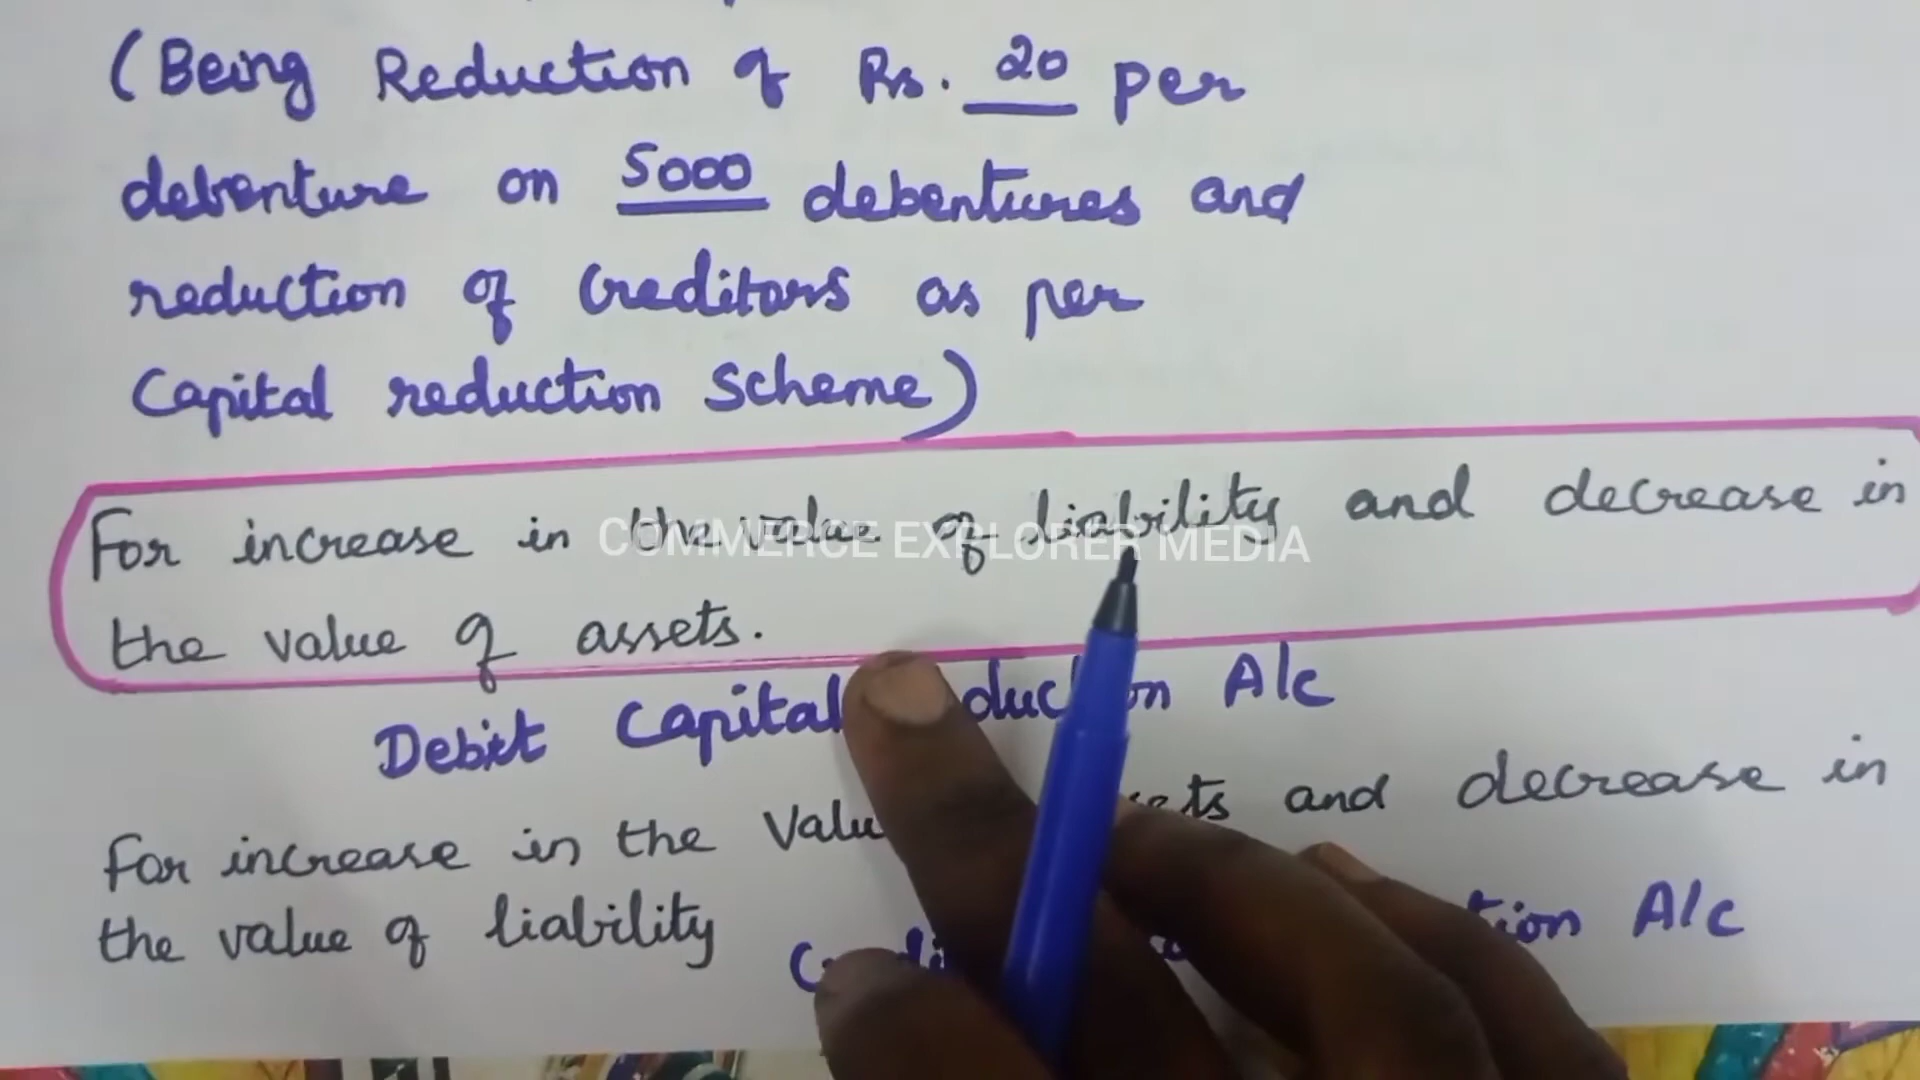 (Being Reduction of Rs. 20 per
debenture on 5000 debentures and
reduction of Creditors as per
Capital reduction Scheme)
For increase in the value of liability and decrease in
COMMERCE EXPLORER MEDIA
the value of assets.
Debit Capital A/c
For increase in the and decrease in
the value of liability
A/c